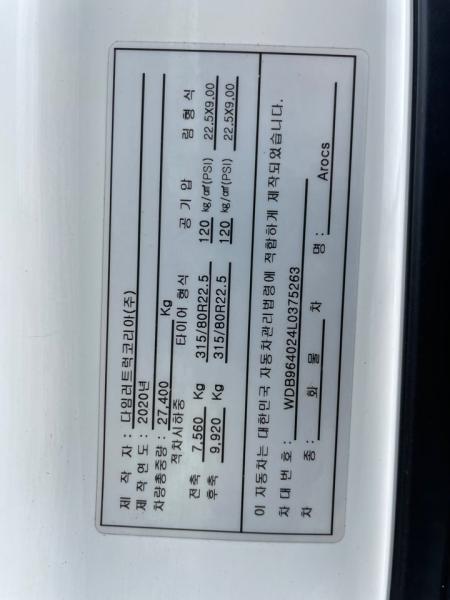 제 작 자 : 다임러트럭코리아(주)
제 작 연 도 : 2020년
차량총중량 : 27,400 Kg
적차시하중 타이어 형식 공 기 압 림 형 식
전축 7,560 Kg 315/80R22.5 120 kg/㎠(PSI) 22.5X9.00
후축 9,920 Kg 315/80R22.5 120 kg/㎠(PSI) 22.5X9.00
이 자동차는 대한민국 자동차관리법령에 적합하게 제작되었습니다.
차 대 번 호 : WDB964024L0375263
차 종 : 화 물 차 명 : Arocs